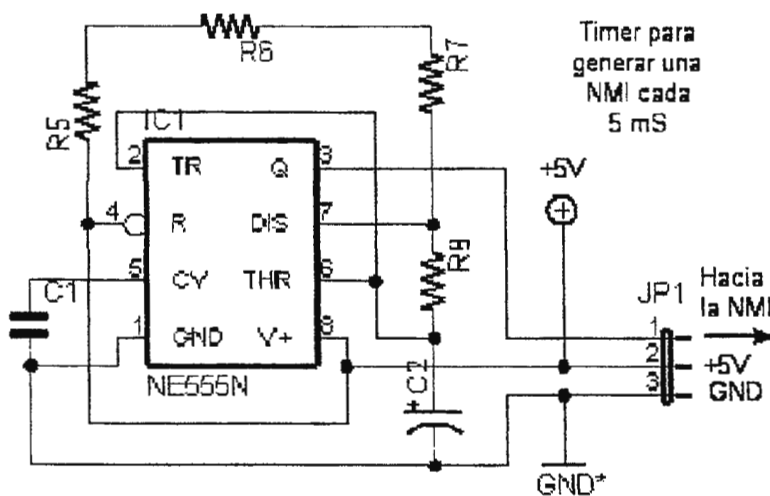 R6
R7
Timer para
generar una
NMI cada
5 mS
R5
IC1
2 TR Q 3
+5V
4 R DIS 7
R8
5 CV THR 6
C1
JP1
Hacia
la NMI
1 GND V+ 8
1
2 +5V
3 GND
NE555N
C2
+
GND*